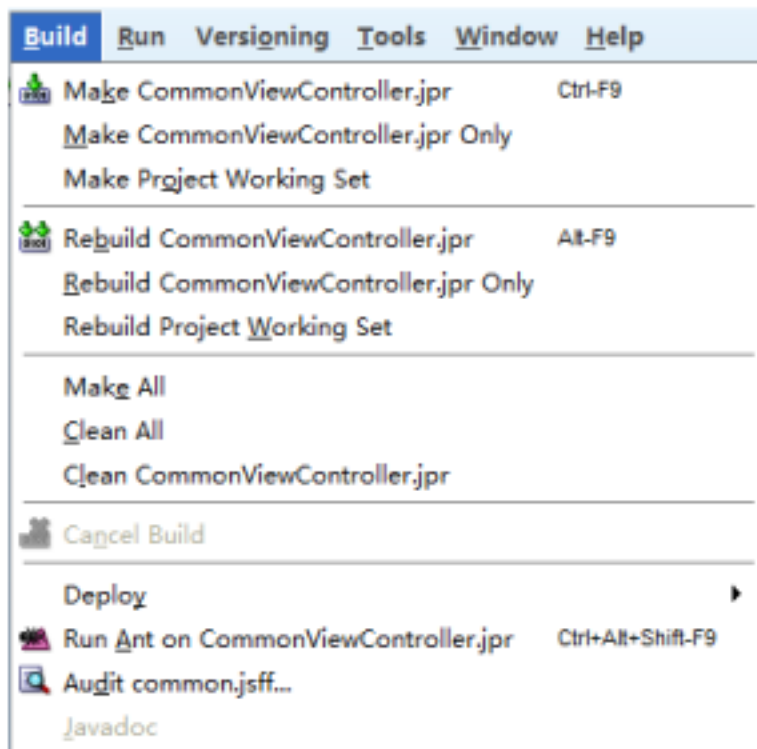 Build Run Versioning Tools Window Help
Make CommonViewController.jpr Ctrl-F9
Make CommonViewController.jpr Only
Make Project Working Set
Rebuild CommonViewController.jpr Alt-F9
Rebuild CommonViewController.jpr Only
Rebuild Project Working Set
Make All
Clean All
Clean CommonViewController.jpr
Cancel Build
Deploy
Run Ant on CommonViewController.jpr Ctrl+Alt+Shift-F9
Audit common.jsff...
Javadoc